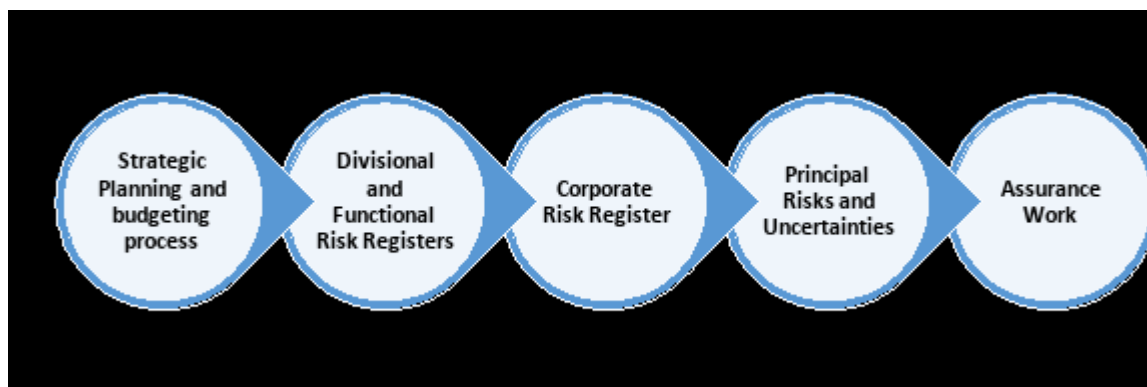 Strategic
Planning and
budgeting
process
Divisional
and
Functional
Risk Registers
Corporate
Risk Register
Principal
Risks and
Uncertainties
Assurance
Work